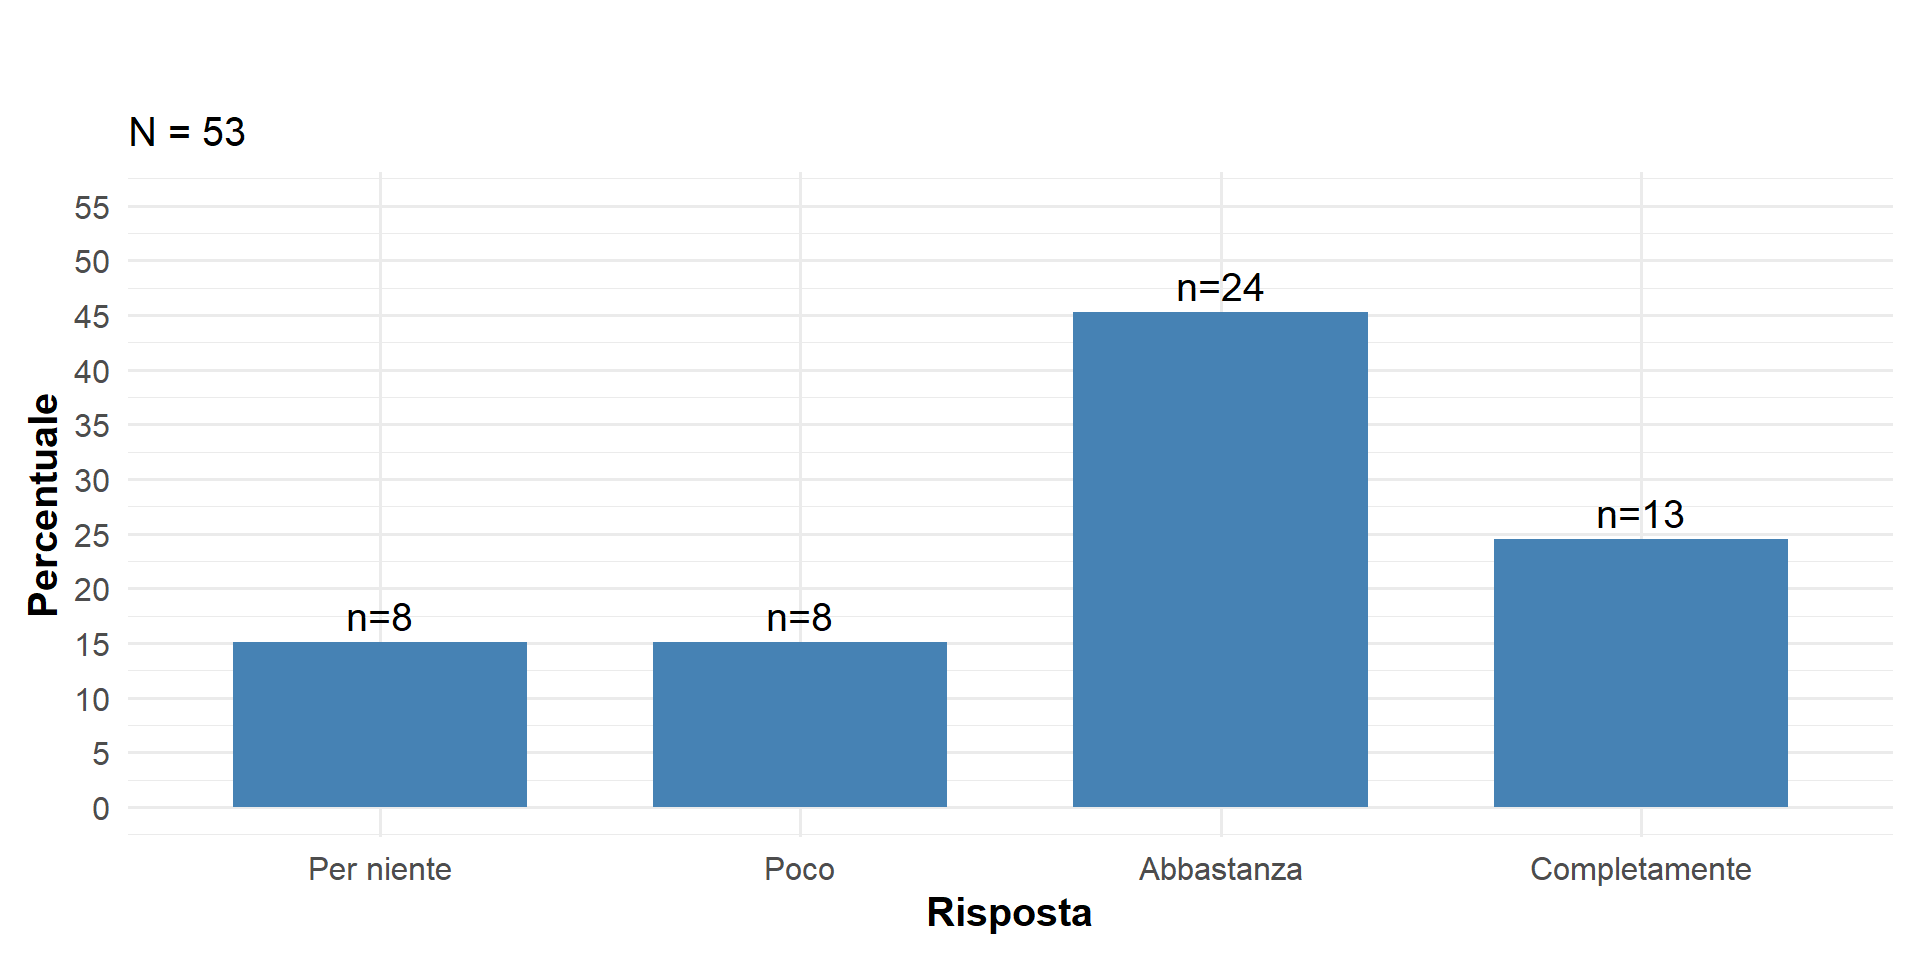 N = 53
Percentuale
55
50
45
40
35
30
25
20
15
10
5
0
n=8
n=8
n=24
n=13
Per niente
Poco
Abbastanza
Completamente
Risposta